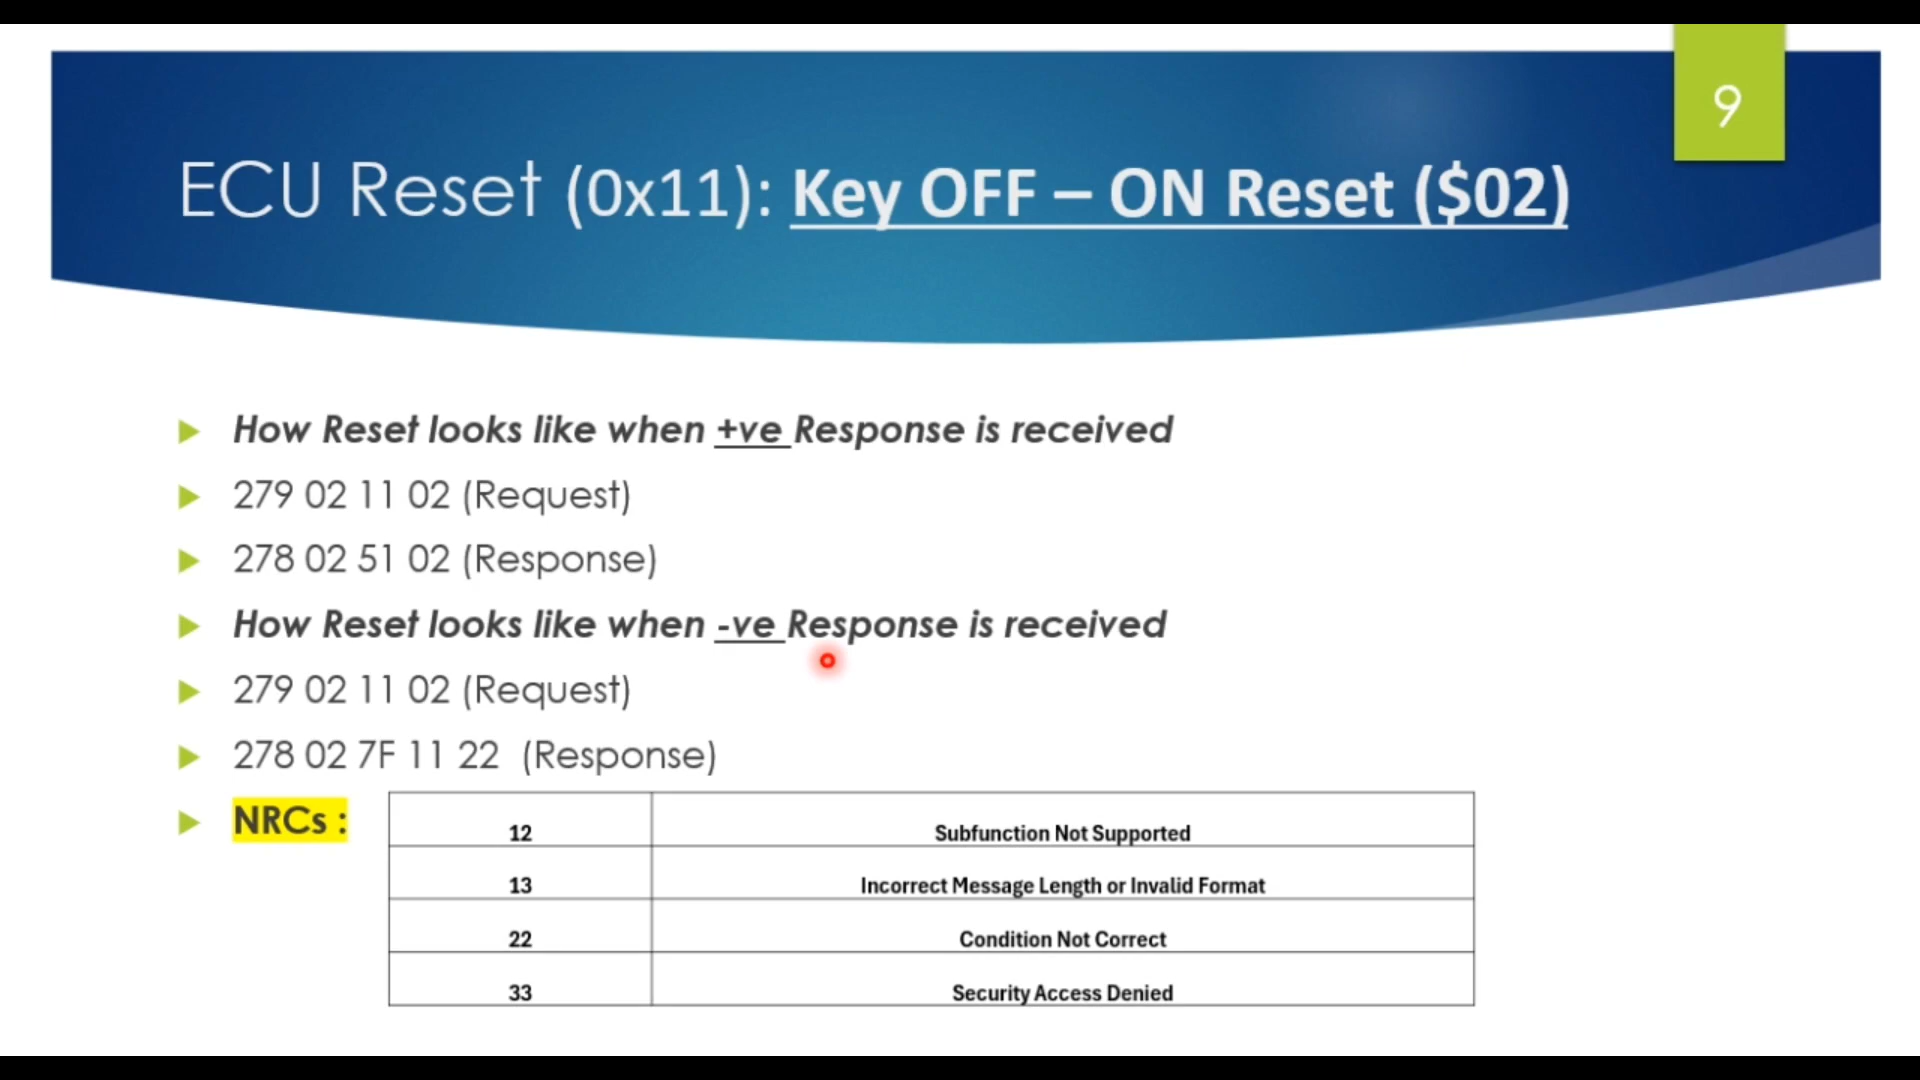 9
ECU Reset (0x11): Key OFF – ON Reset ($02)
How Reset looks like when +ve Response is received
279 02 11 02 (Request)
278 02 51 02 (Response)
How Reset looks like when -ve Response is received
279 02 11 02 (Request)
278 02 7F 11 22 (Response)
NRCs :
12 Subfunction Not Supported
13 Incorrect Message Length or Invalid Format
22 Condition Not Correct
33 Security Access Denied